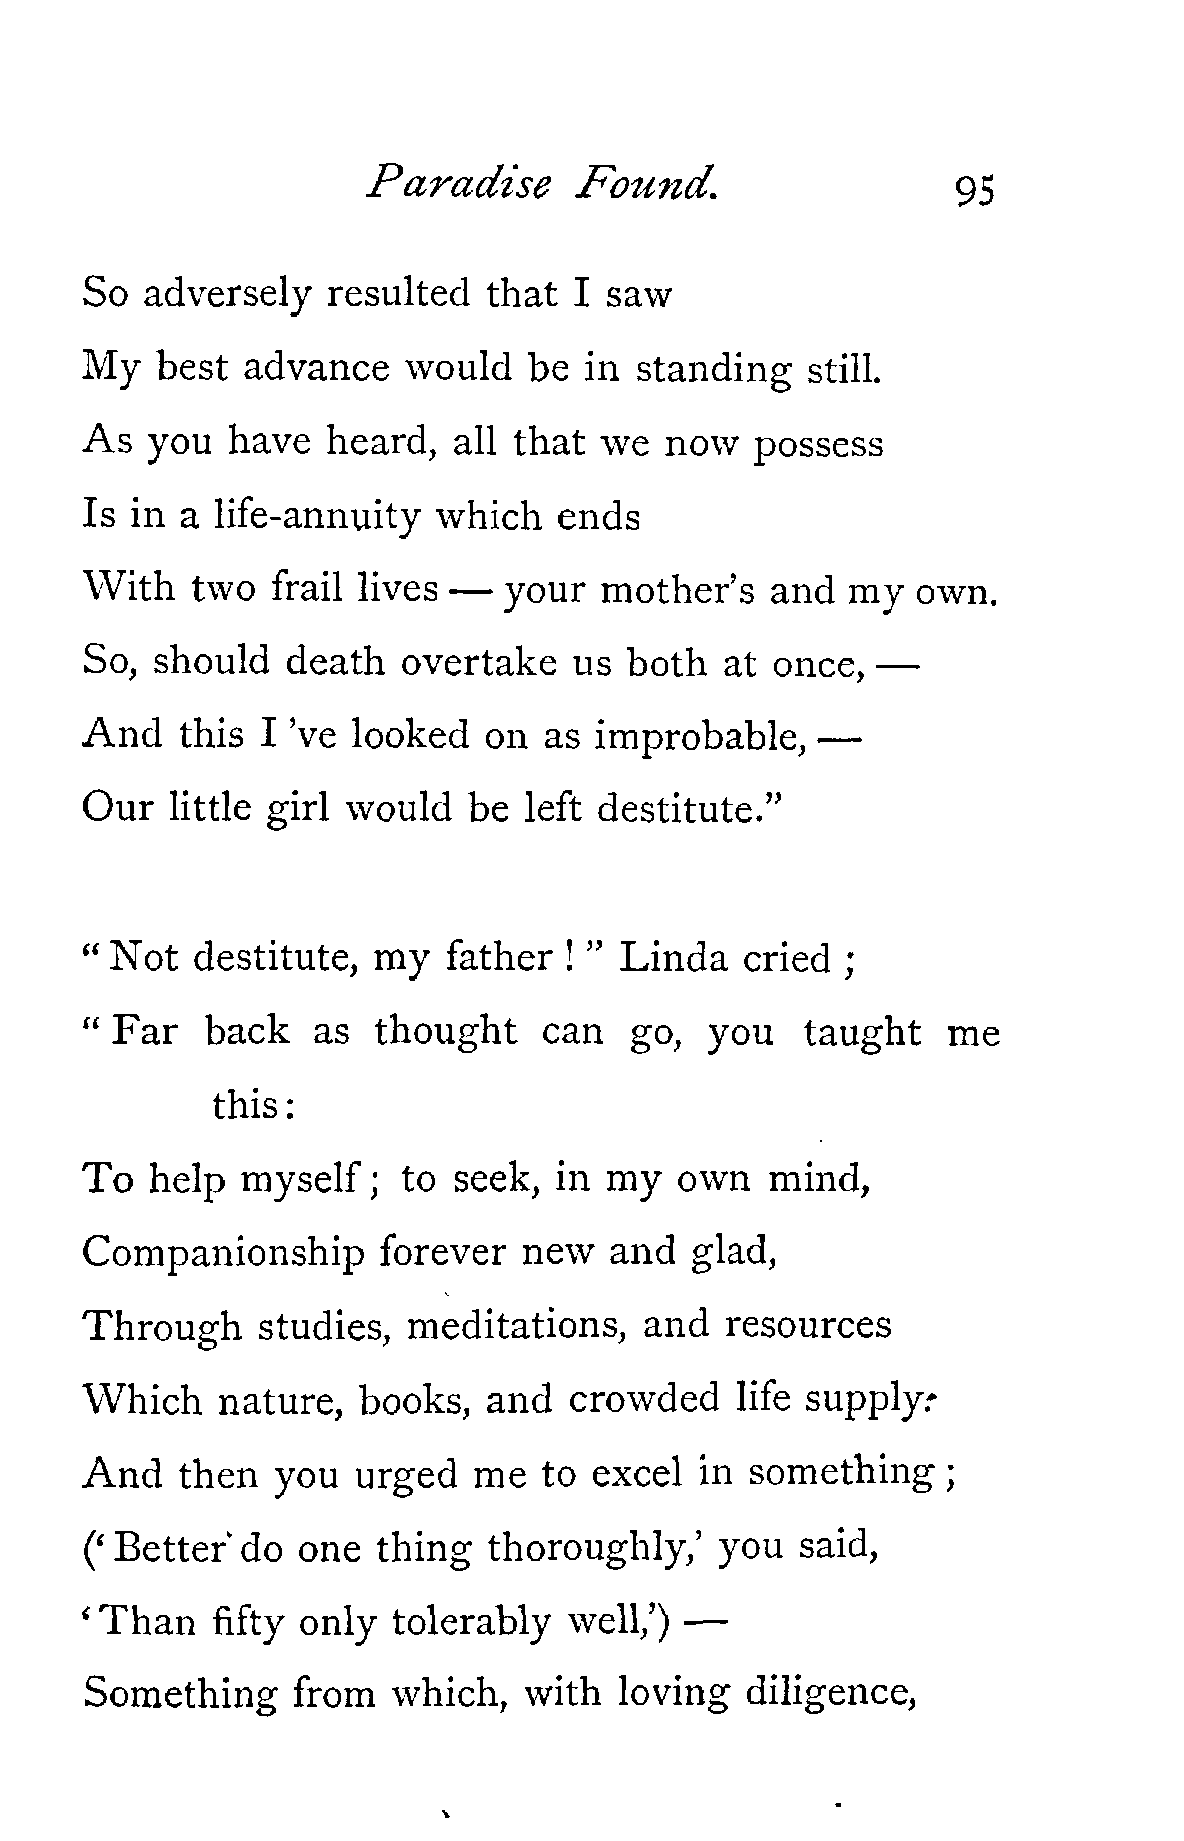 Paradise Found. 95
So adversely resulted that I saw
My best advance would be in standing still.
As you have heard, all that we now possess
Is in a life-annuity which ends
With two frail lives — your mother's and my own.
So, should death overtake us both at once, —
And this I 've looked on as improbable, —
Our little girl would be left destitute."
" Not destitute, my father ! " Linda cried ;
" Far back as thought can go, you taught me
this :
To help myself ; to seek, in my own mind,
Companionship forever new and glad,
Through studies, meditations, and resources
Which nature, books, and crowded life supply:
And then you urged me to excel in something ;
(' Better do one thing thoroughly,' you said,
' Than fifty only tolerably well,') —
Something from which, with loving diligence,